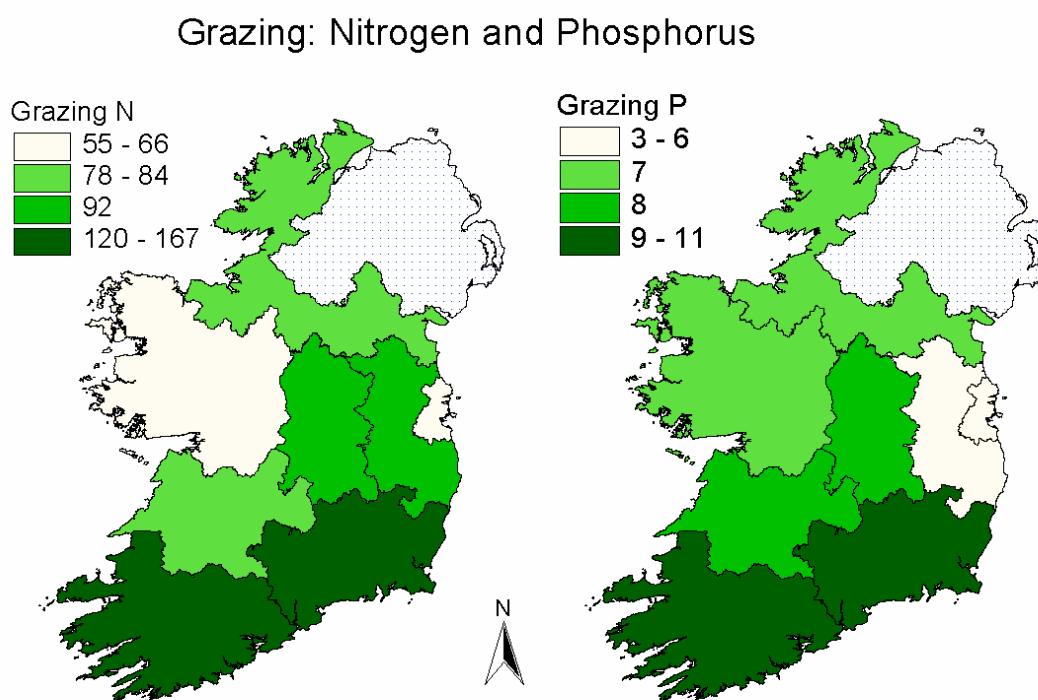 Grazing: Nitrogen and Phosphorus
Grazing N
55 - 66
78 - 84
92
120 - 167
Grazing P
3 - 6
7
8
9 - 11
N